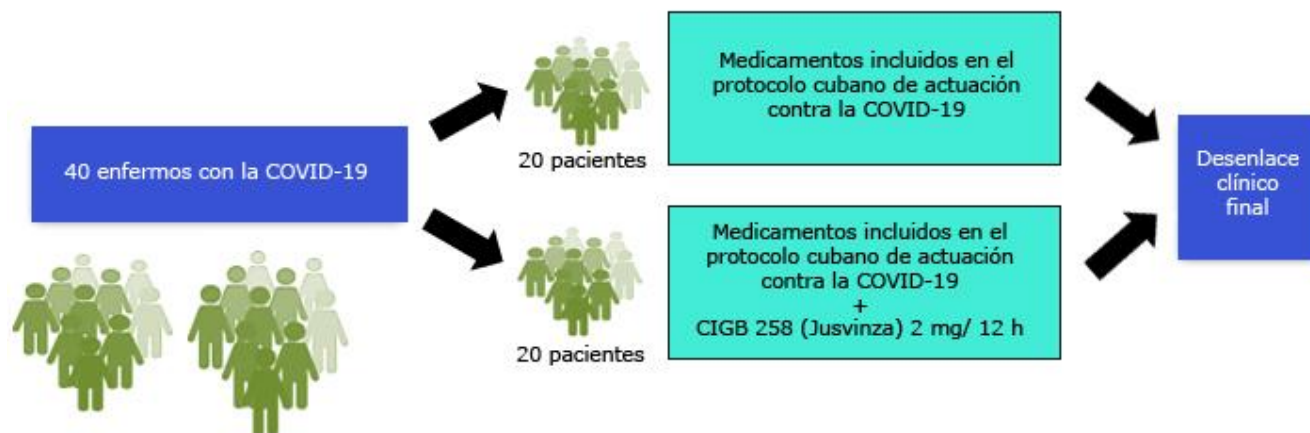 40 enfermos con la COVID-19
20 pacientes
Medicamentos incluidos en el
protocolo cubano de actuación
contra la COVID-19
20 pacientes
Medicamentos incluidos en el
protocolo cubano de actuación
contra la COVID-19
+
CIGB 258 (Jusvinza) 2 mg/ 12 h
Desenlace
clínico
final